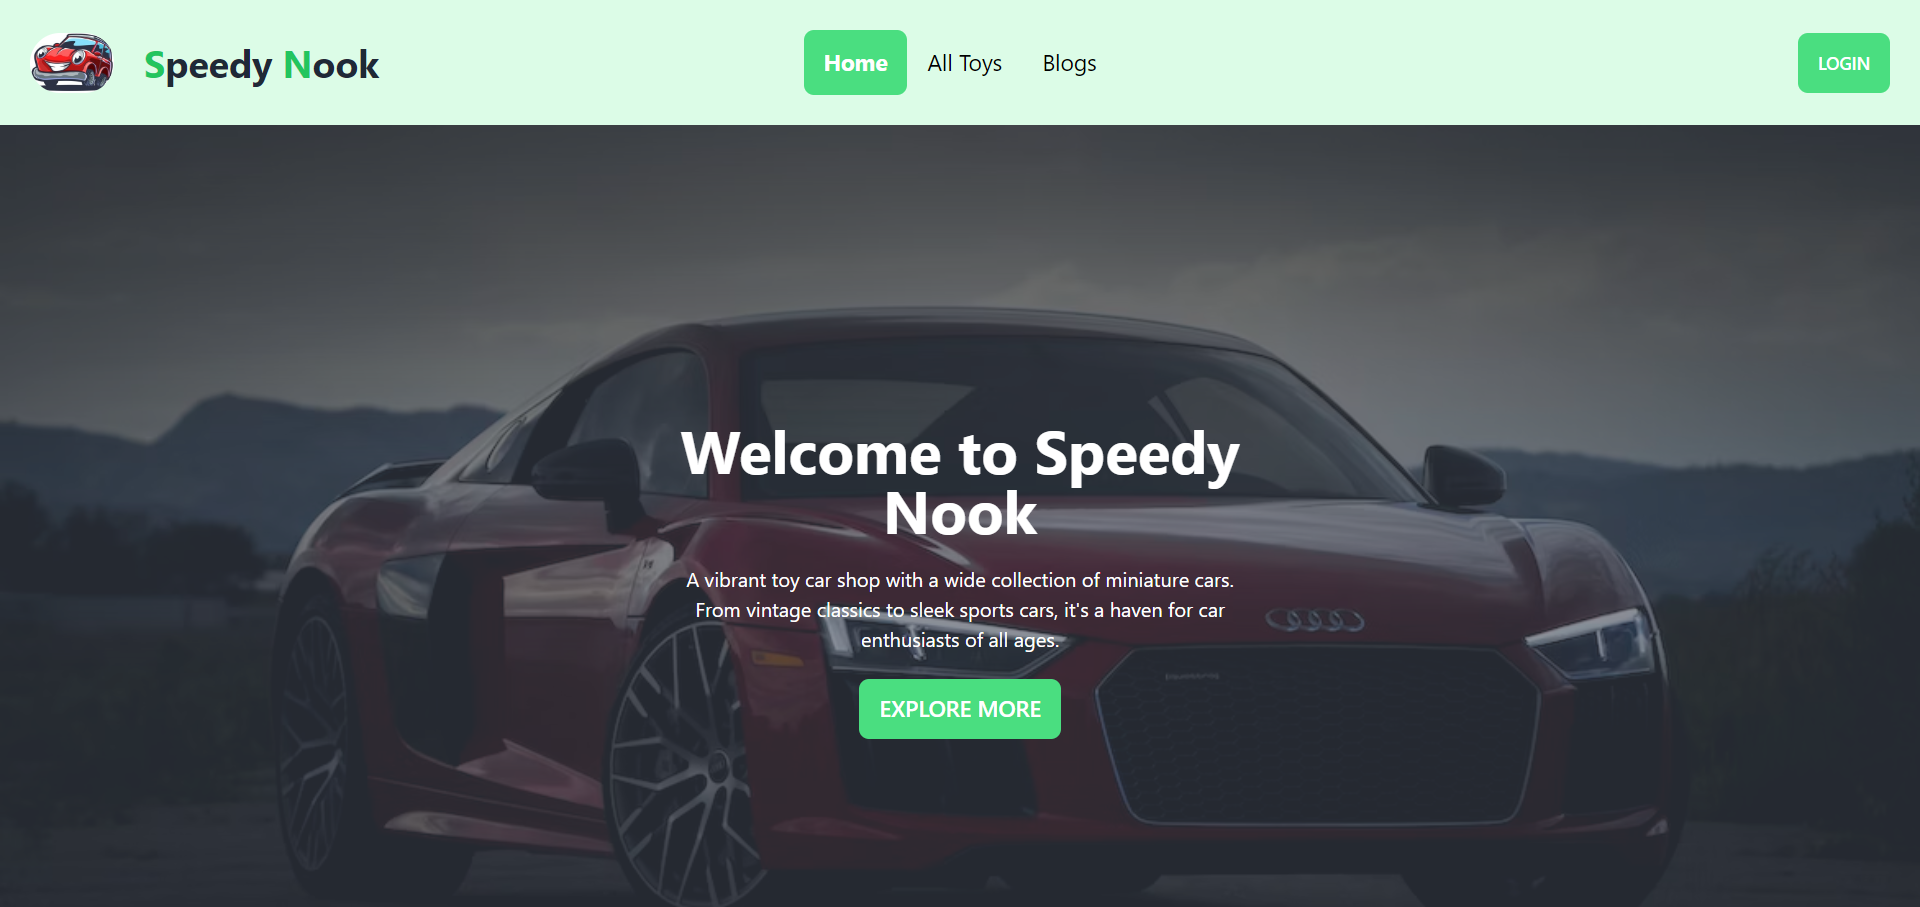 Speedy Nook
Home
All Toys
Blogs
LOGIN
Welcome to Speedy
Nook
A vibrant toy car shop with a wide collection of miniature cars.
From vintage classics to sleek sports cars, it's a haven for car
enthusiasts of all ages.
EXPLORE MORE